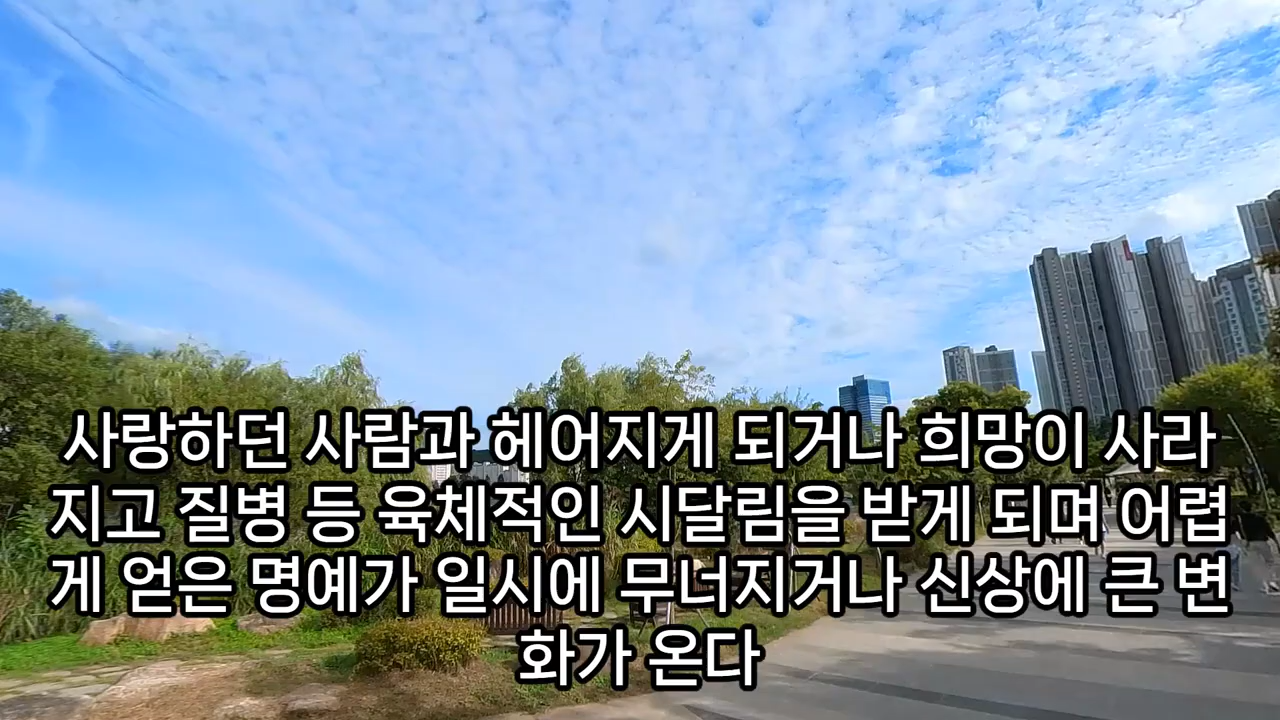 사랑하던 사람과 헤어지게 되거나 희망이 사라
지고 질병 등 육체적인 시달림을 받게 되며 어렵
게 얻은 명예가 일시에 무너지거나 신상에 큰 변
화가 온다